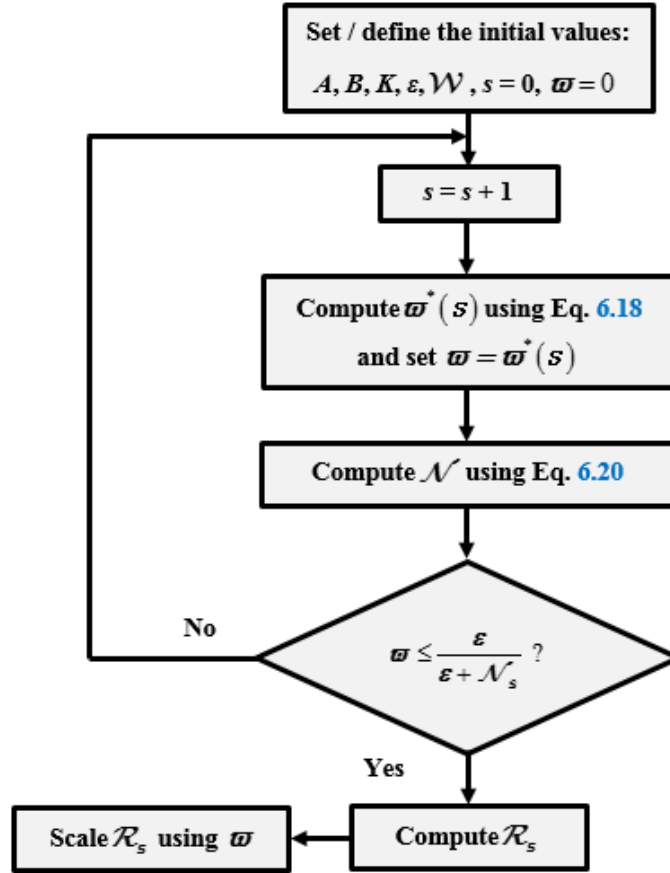 Set / define the initial values:
A, B, K, ε, 𝒲, s = 0, ϖ = 0
s = s + 1
Compute ϖ*(s) using Eq. 6.18
and set ϖ = ϖ*(s)
Compute 𝒩 using Eq. 6.20
No
ϖ ≤ ε / ε + 𝒩s ?
Yes
Scale ℛs using ϖ
Compute ℛs